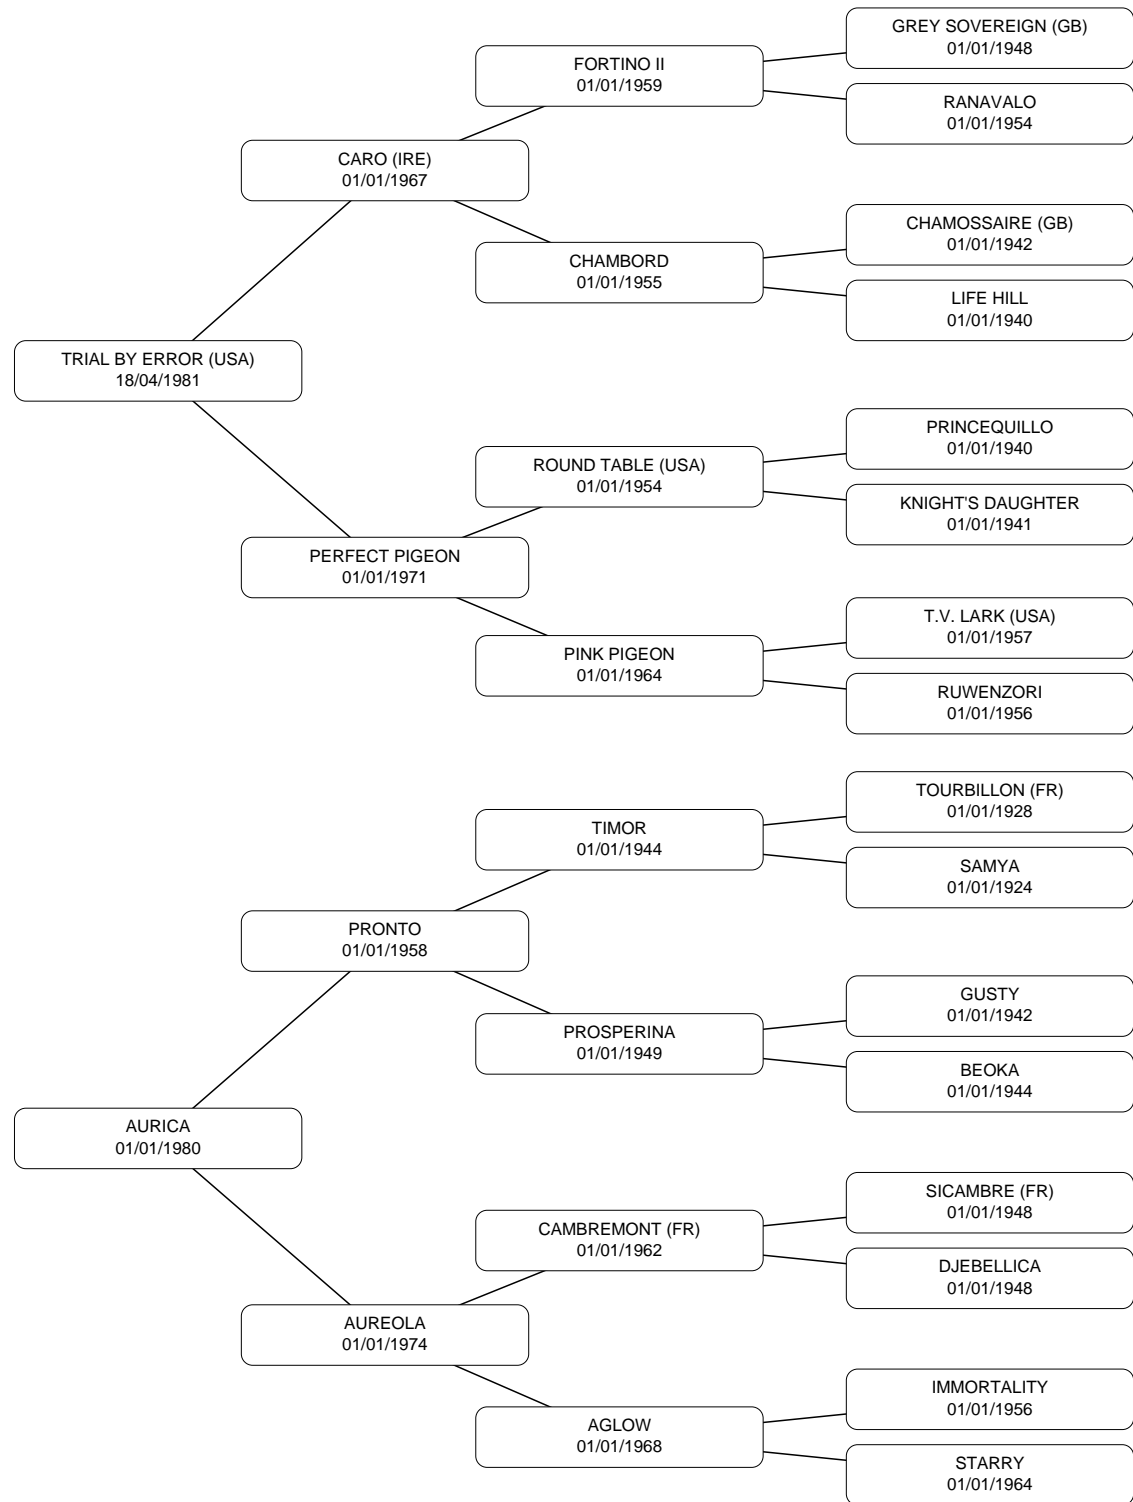 GREY SOVEREIGN (GB)
01/01/1948
FORTINO II
01/01/1959
RANAVALO
01/01/1954
CARO (IRE)
01/01/1967
CHAMOSSAIRE (GB)
01/01/1942
CHAMBORD
01/01/1955
LIFE HILL
01/01/1940
TRIAL BY ERROR (USA)
18/04/1981
PRINCEQUILLO
01/01/1940
ROUND TABLE (USA)
01/01/1954
KNIGHT'S DAUGHTER
01/01/1941
PERFECT PIGEON
01/01/1971
T.V. LARK (USA)
01/01/1957
PINK PIGEON
01/01/1964
RUWENZORI
01/01/1956
TOURBILLON (FR)
01/01/1928
TIMOR
01/01/1944
SAMYA
01/01/1924
PRONTO
01/01/1958
GUSTY
01/01/1942
PROSPERINA
01/01/1949
BEOKA
01/01/1944
AURICA
01/01/1980
SICAMBRE (FR)
01/01/1948
CAMBREMONT (FR)
01/01/1962
DJEBELLICA
01/01/1948
AUREOLA
01/01/1974
IMMORTALITY
01/01/1956
AGLOW
01/01/1968
STARRY
01/01/1964